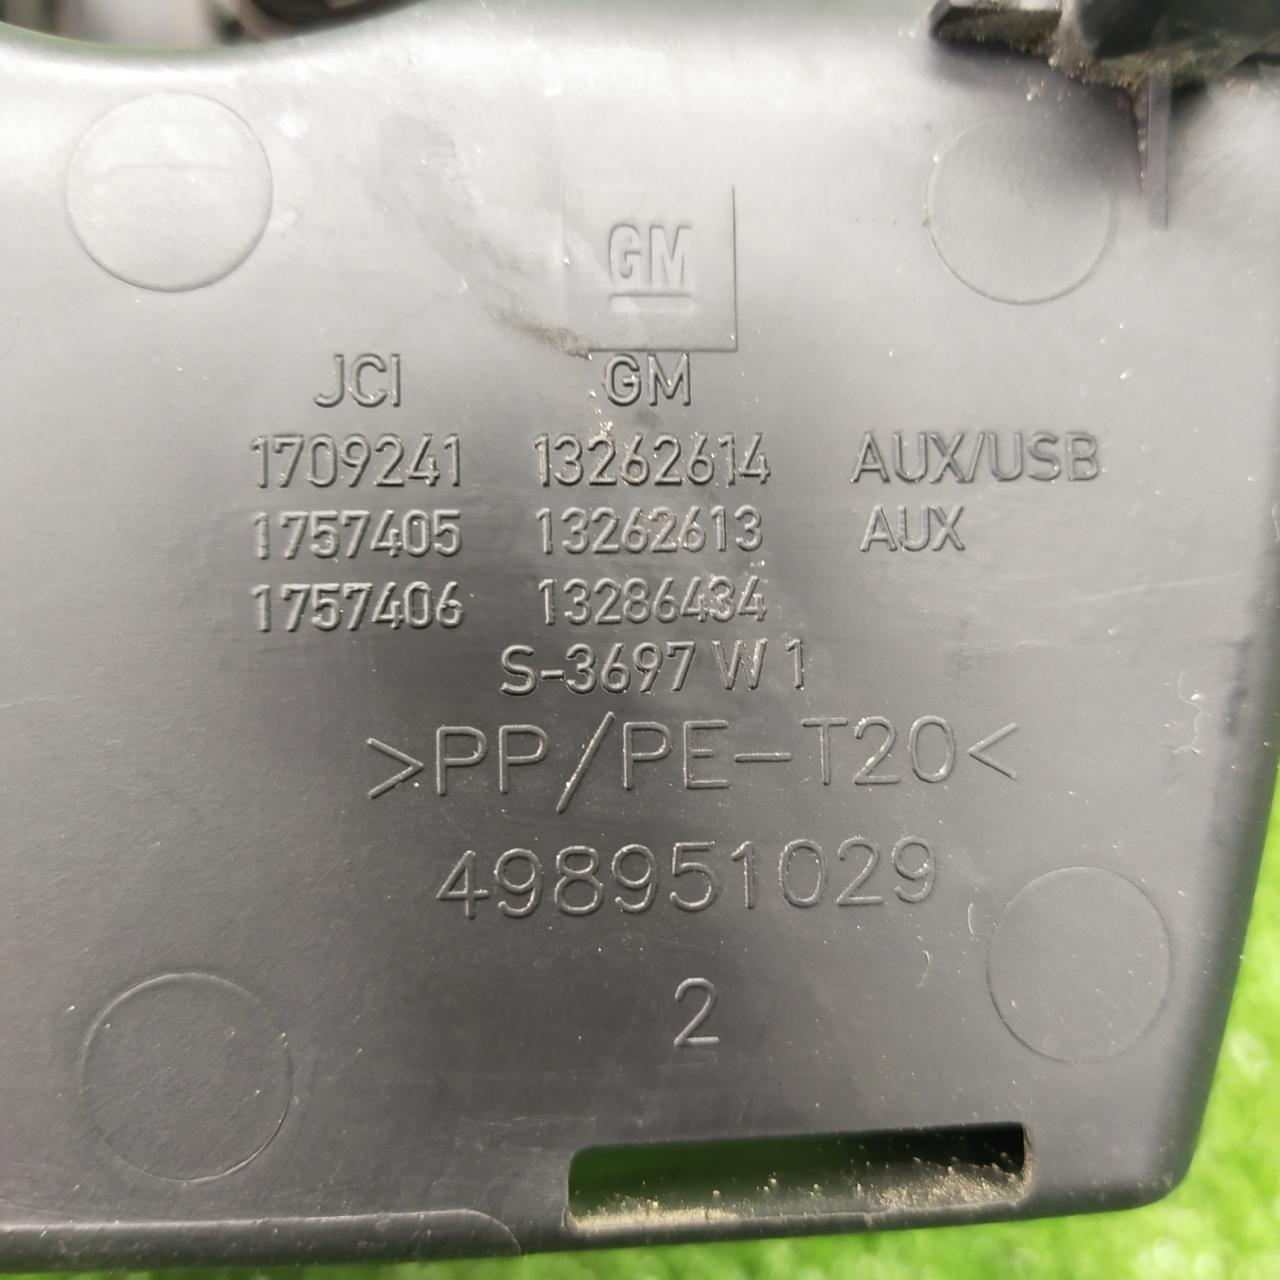 GM
JCI GM
1709241 13262614 AUX/USB
1757405 13262613 AUX
1757406 13286434
S-3697 W 1
>PP/PE-T20<
498951029
2